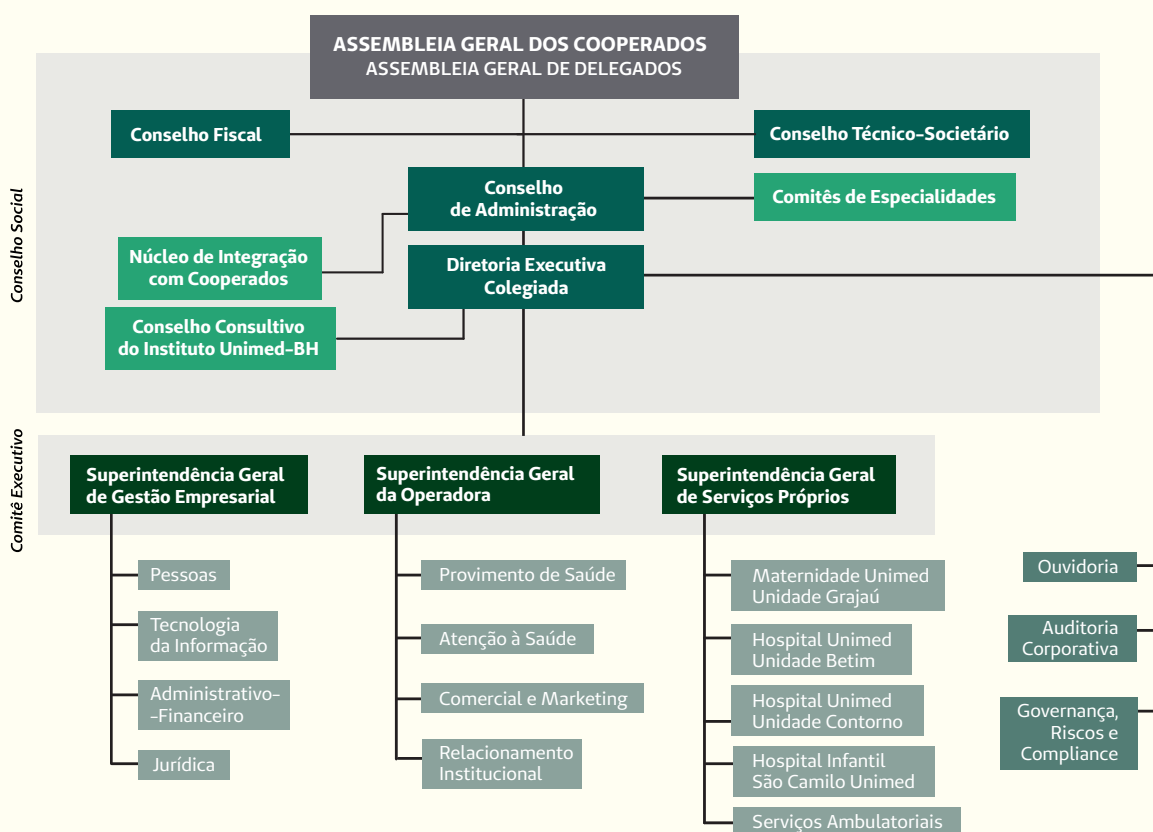 ASSEMBLEIA GERAL DOS COOPERADOS
ASSEMBLEIA GERAL DE DELEGADOS
Conselho Social
Conselho Fiscal
Conselho Técnico-Societário
Conselho
de Administração
Comitês de Especialidades
Núcleo de Integração
com Cooperados
Diretoria Executiva
Colegiada
Conselho Consultivo
do Instituto Unimed-BH
Comitê Executivo
Superintendência Geral
de Gestão Empresarial
Pessoas
Tecnologia
da Informação
Administrativo-
-Financeiro
Jurídica
Superintendência Geral
da Operadora
Provimento de Saúde
Atenção à Saúde
Comercial e Marketing
Relacionamento
Institucional
Superintendência Geral
de Serviços Próprios
Maternidade Unimed
Unidade Grajaú
Hospital Unimed
Unidade Betim
Hospital Unimed
Unidade Contorno
Hospital Infantil
São Camilo Unimed
Serviços Ambulatoriais
Ouvidoria
Auditoria
Corporativa
Governança,
Riscos e
Compliance